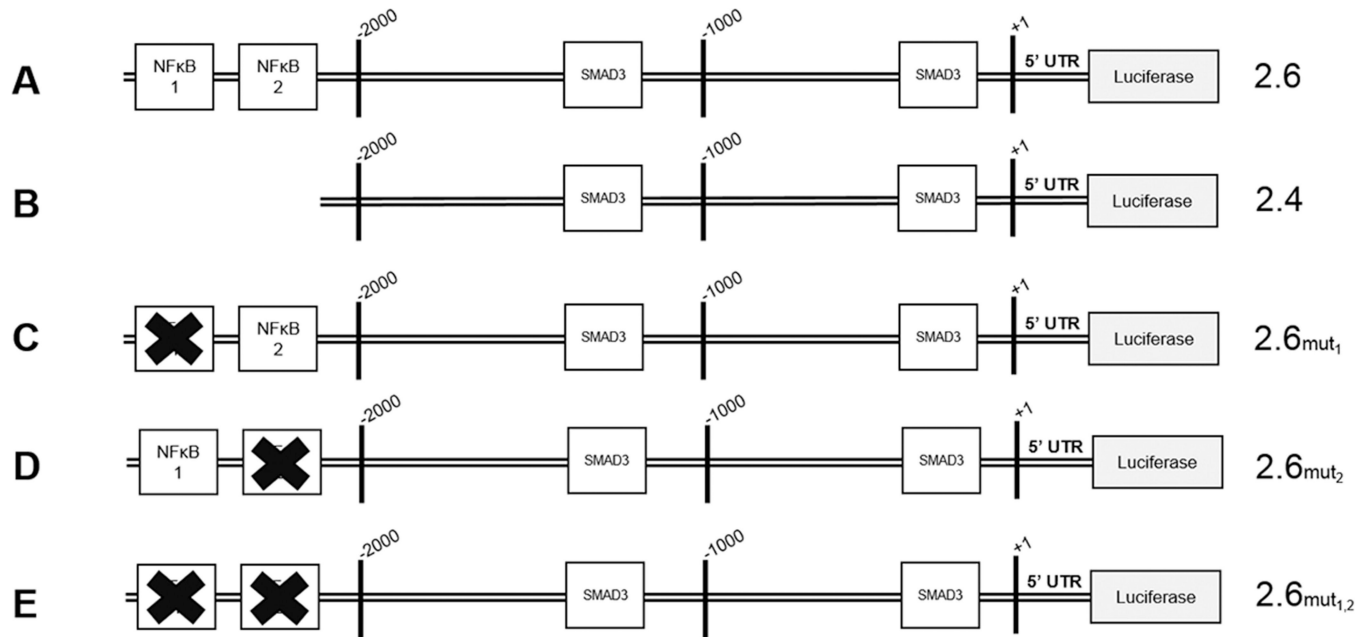 -2000 -1000 +1
A NFκB 1 NFκB 2 SMAD3 SMAD3 5' UTR Luciferase 2.6
-2000 -1000 +1
B SMAD3 SMAD3 5' UTR Luciferase 2.4
-2000 -1000 +1
C NFκB 2 SMAD3 SMAD3 5' UTR Luciferase 2.6mut1
-2000 -1000 +1
D NFκB 1 SMAD3 SMAD3 5' UTR Luciferase 2.6mut2
-2000 -1000 +1
E SMAD3 SMAD3 5' UTR Luciferase 2.6mut1,2